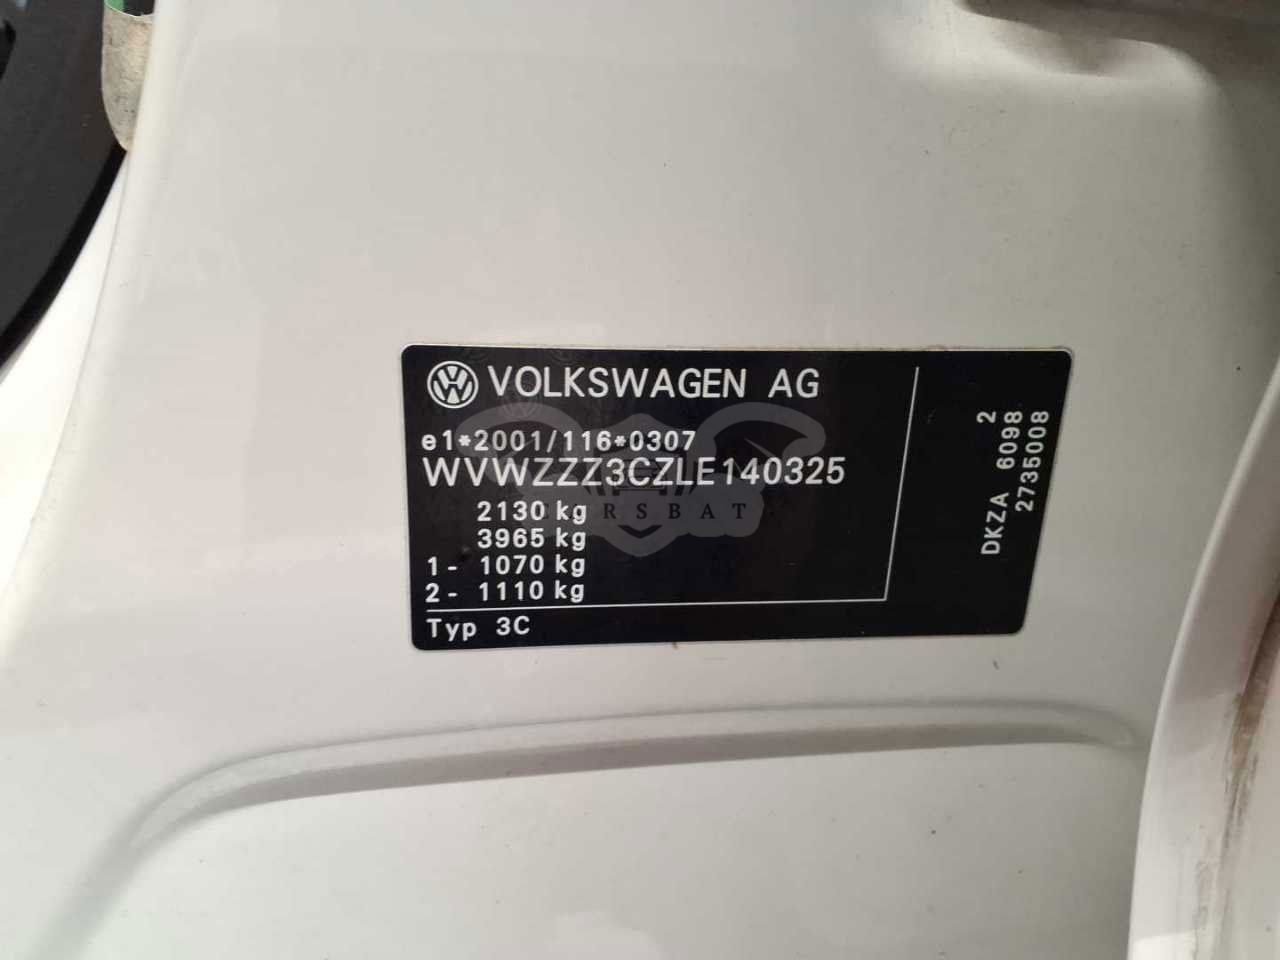 VOLKSWAGEN AG
e1*2001/116*0307
WVWZZZ3CZLE140325
2130 kg
3965 kg
1 - 1070 kg
2 - 1110 kg
Typ 3C
2
DKZA 6098
2735008
CARSBAT